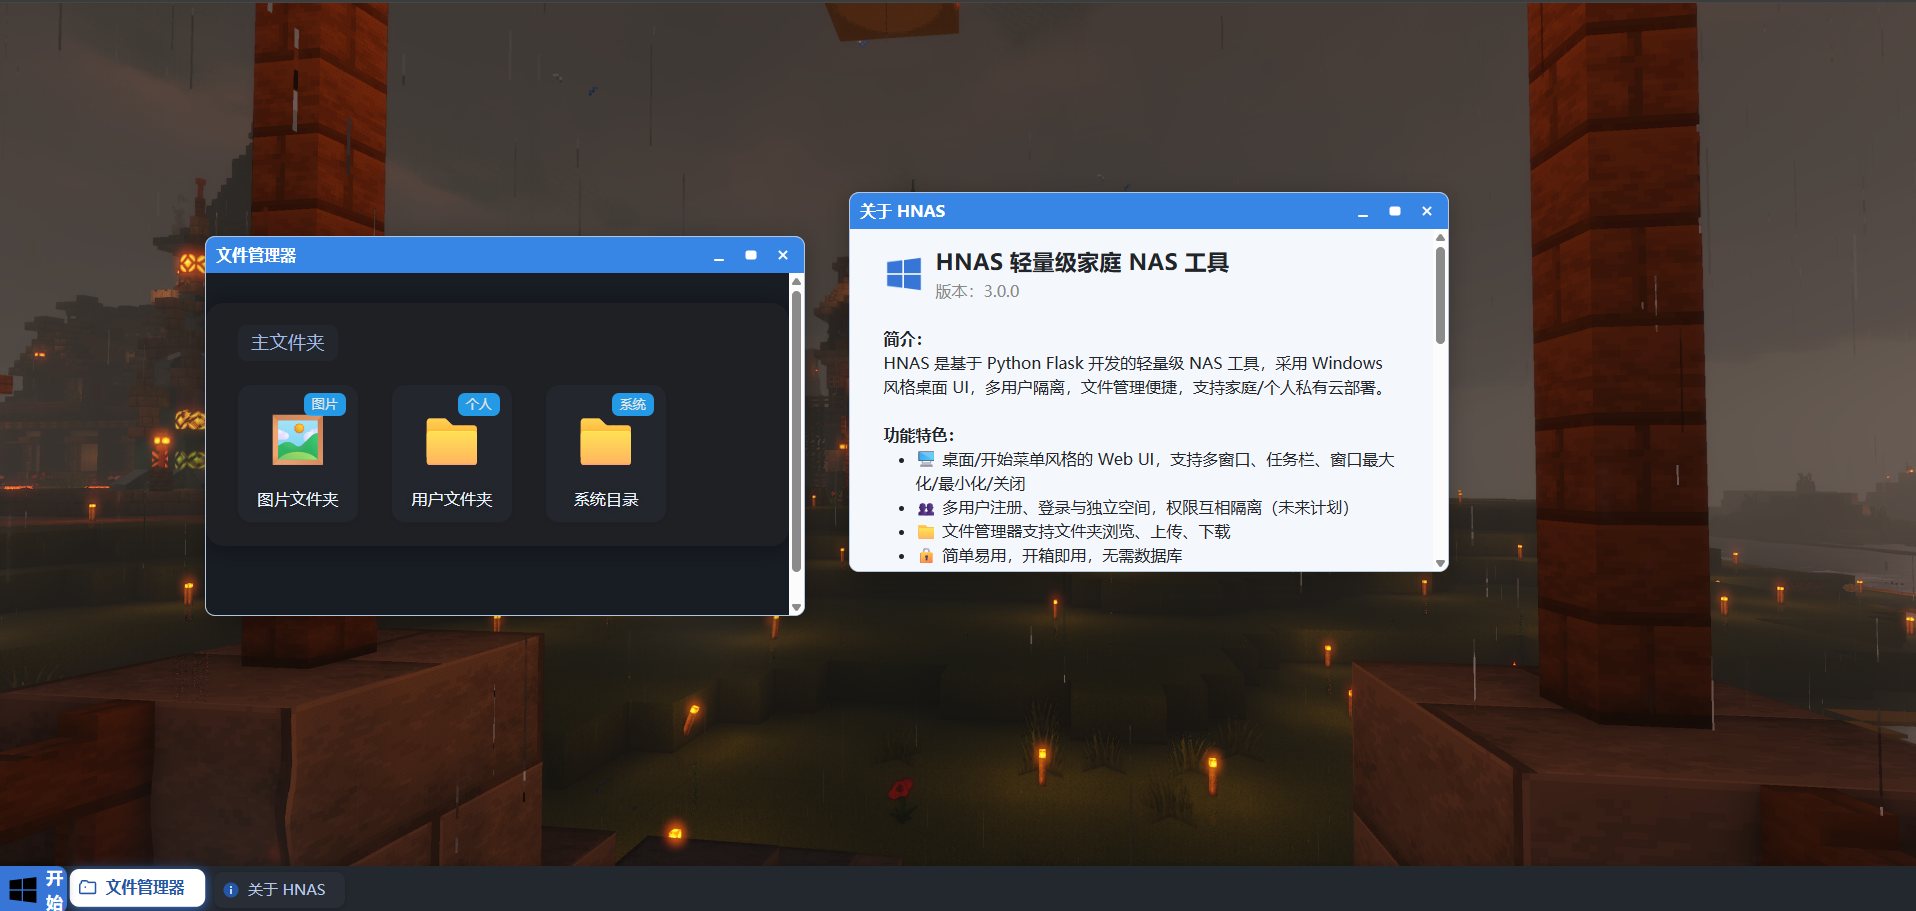 文件管理器
主文件夹
图片
个人
系统
图片文件夹
用户文件夹
系统目录
关于 HNAS
HNAS 轻量级家庭 NAS 工具
版本：3.0.0
简介：
HNAS 是基于 Python Flask 开发的轻量级 NAS 工具，采用 Windows
风格桌面 UI，多用户隔离，文件管理便捷，支持家庭/个人私有云部署。
功能特色：
桌面/开始菜单风格的 Web UI，支持多窗口、任务栏、窗口最大
化/最小化/关闭
多用户注册、登录与独立空间，权限互相隔离（未来计划）
文件管理器支持文件夹浏览、上传、下载
简单易用，开箱即用，无需数据库
开
始
文件管理器
关于 HNAS